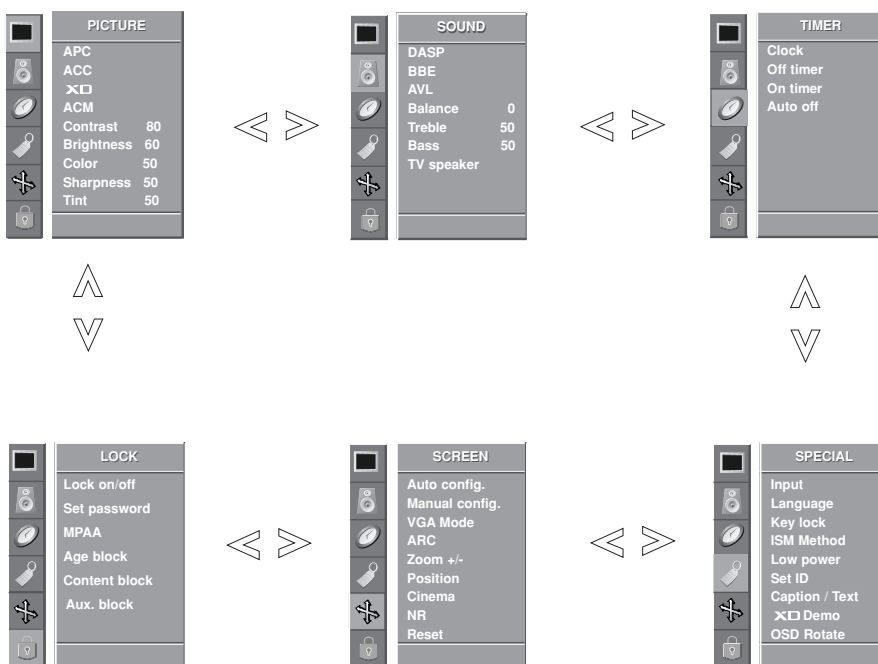 PICTURE
APC
ACC
XD
ACM
Contrast 80
Brightness 60
Color 50
Sharpness 50
Tint 50
SOUND
DASP
BBE
AVL
Balance 0
Treble 50
Bass 50
TV speaker
TIMER
Clock
Off timer
On timer
Auto off
LOCK
Lock on/off
Set password
MPAA
Age block
Content block
Aux. block
SCREEN
Auto config.
Manual config.
VGA Mode
ARC
Zoom +/-
Position
Cinema
NR
Reset
SPECIAL
Input
Language
Key lock
ISM Method
Low power
Set ID
Caption / Text
XD Demo
OSD Rotate